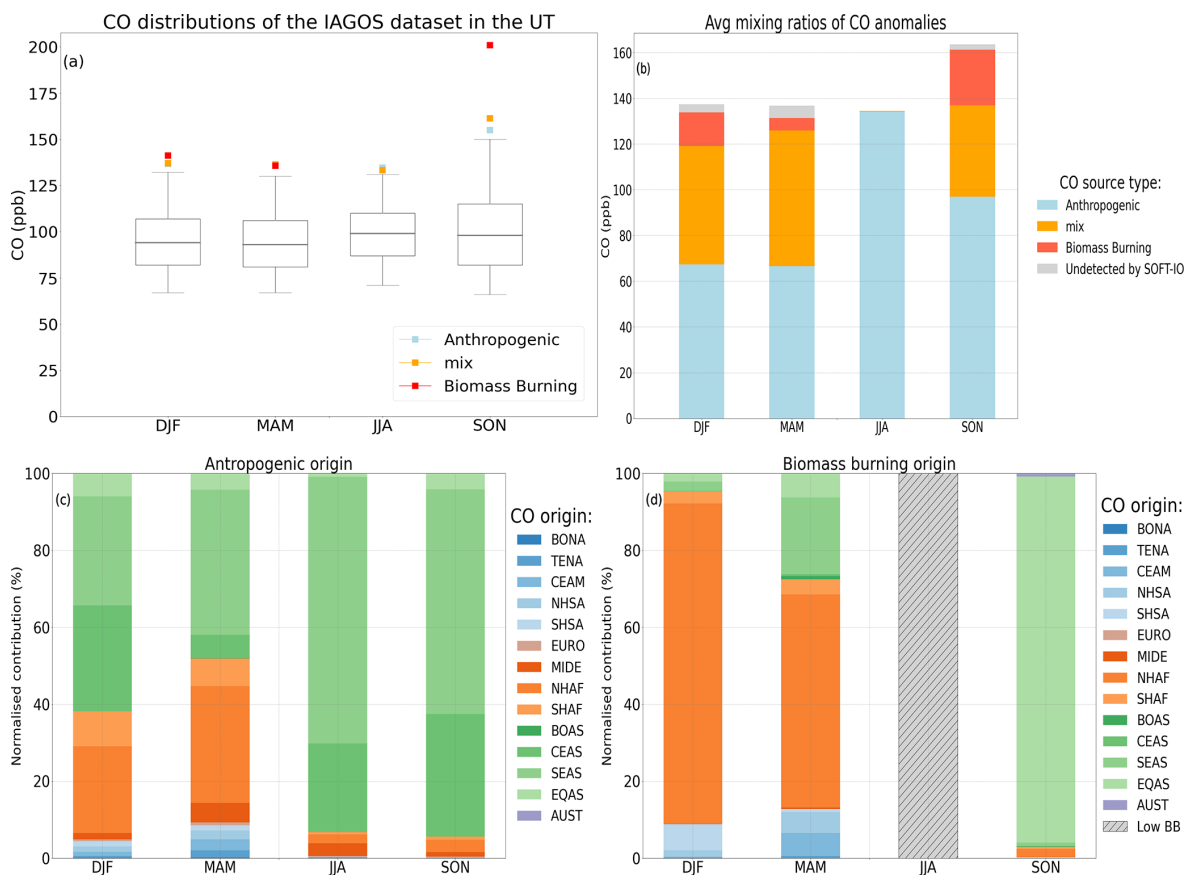 CO distributions of the IAGOS dataset in the UT
(a)
CO (ppb)
200
175
150
125
100
75
50
25
0
DJF MAM JJA SON
Anthropogenic
mix
Biomass Burning
Avg mixing ratios of CO anomalies
(b)
CO (ppb)
160
140
120
100
80
60
40
20
0
DJF MAM JJA SON
CO source type:
Anthropogenic
mix
Biomass Burning
Undetected by SOFT-IO
Antropogenic origin
(c)
Normalised contribution (%)
100
80
60
40
20
0
DJF MAM JJA SON
CO origin:
BONA
TENA
CEAM
NHSA
SHSA
EURO
MIDE
NHAF
SHAF
BOAS
CEAS
SEAS
EQAS
AUST
Biomass burning origin
(d)
Normalised contribution (%)
100
80
60
40
20
0
DJF MAM JJA SON
CO origin:
BONA
TENA
CEAM
NHSA
SHSA
EURO
MIDE
NHAF
SHAF
BOAS
CEAS
SEAS
EQAS
AUST
Low BB